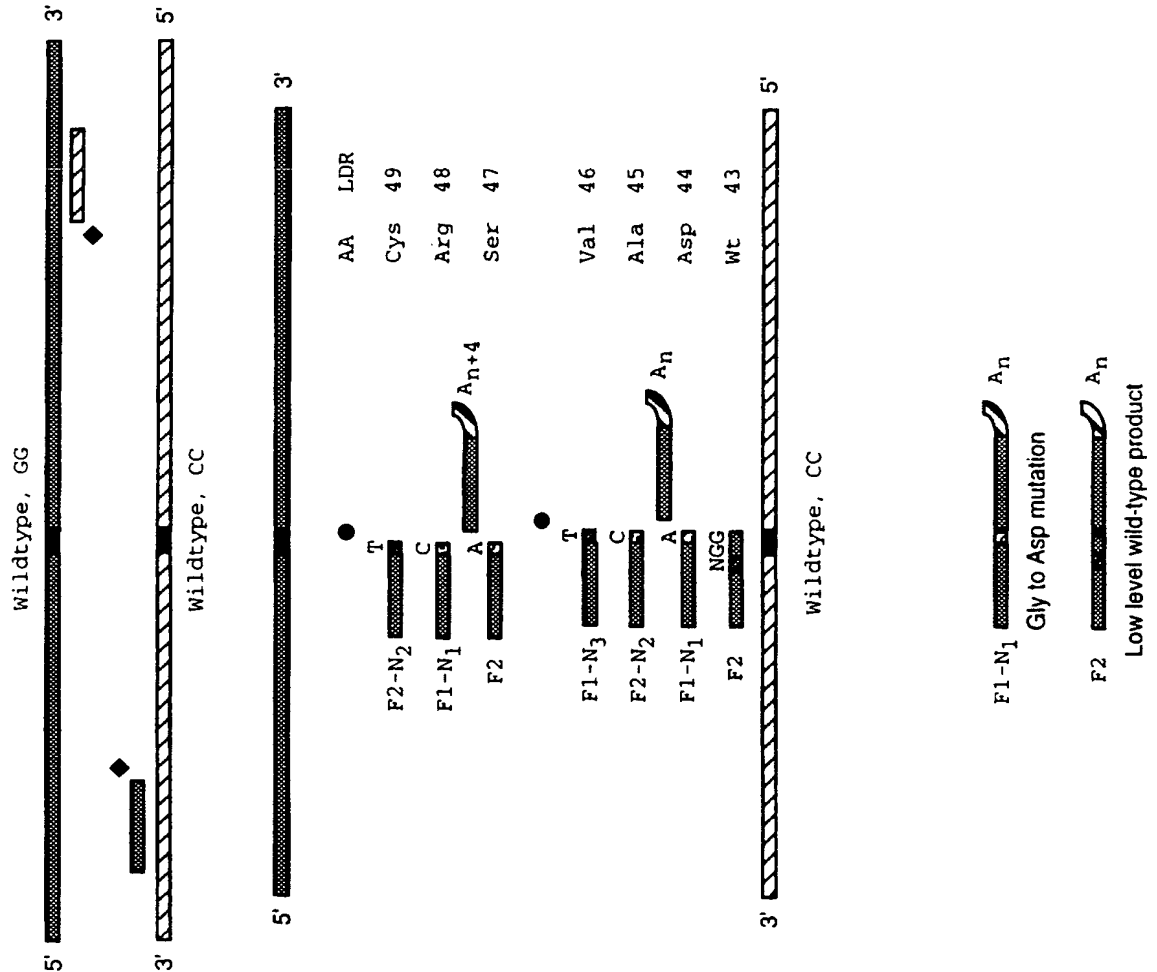 Wildtype, GG
5' 3'
3' 5'
Wildtype, CC
5' 3'
AA LDR
T
F2-N2 Cys 49
C
F1-N1 Arg 48
A
F2 Ser 47
An+4
T
F1-N3 Val 46
C
F2-N2 Ala 45
An
A
F1-N1 Asp 44
NGG
F2 Wt 43
3' 5'
Wildtype, CC
F1-N1 An
Gly to Asp mutation
F2 An
Low level wild-type product